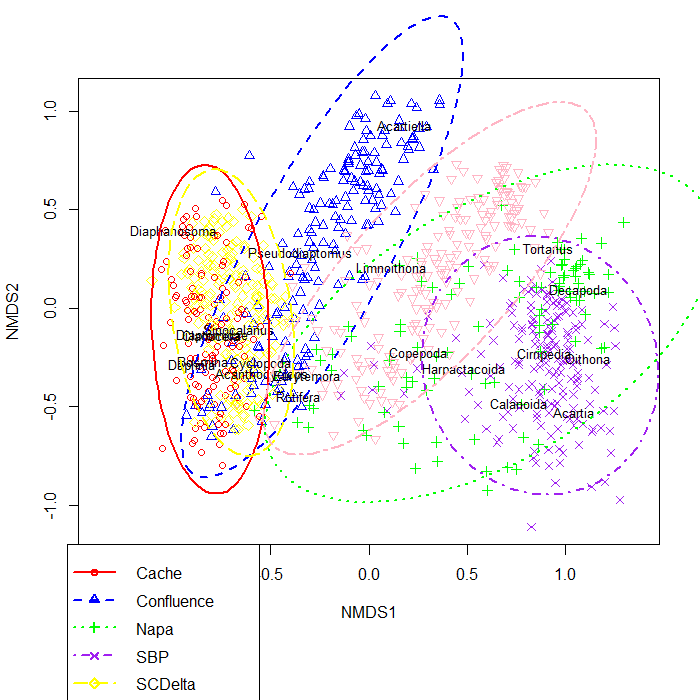 Acartiella
Diaphanosoma
Pseudodiaptomus
Tortanus
Limnoithona
Decapoda
Sinocalanus
Copepoda
Cirripedia
Oithona
Cyclopoida
Harpactacoida
Eurytemora
Rotifera
Calanoida
Acartia
1.0
0.5
0.0
-0.5
-1.0
NMDS2
-0.5
0.0
0.5
1.0
NMDS1
Cache
Confluence
Napa
SBP
SCDelta